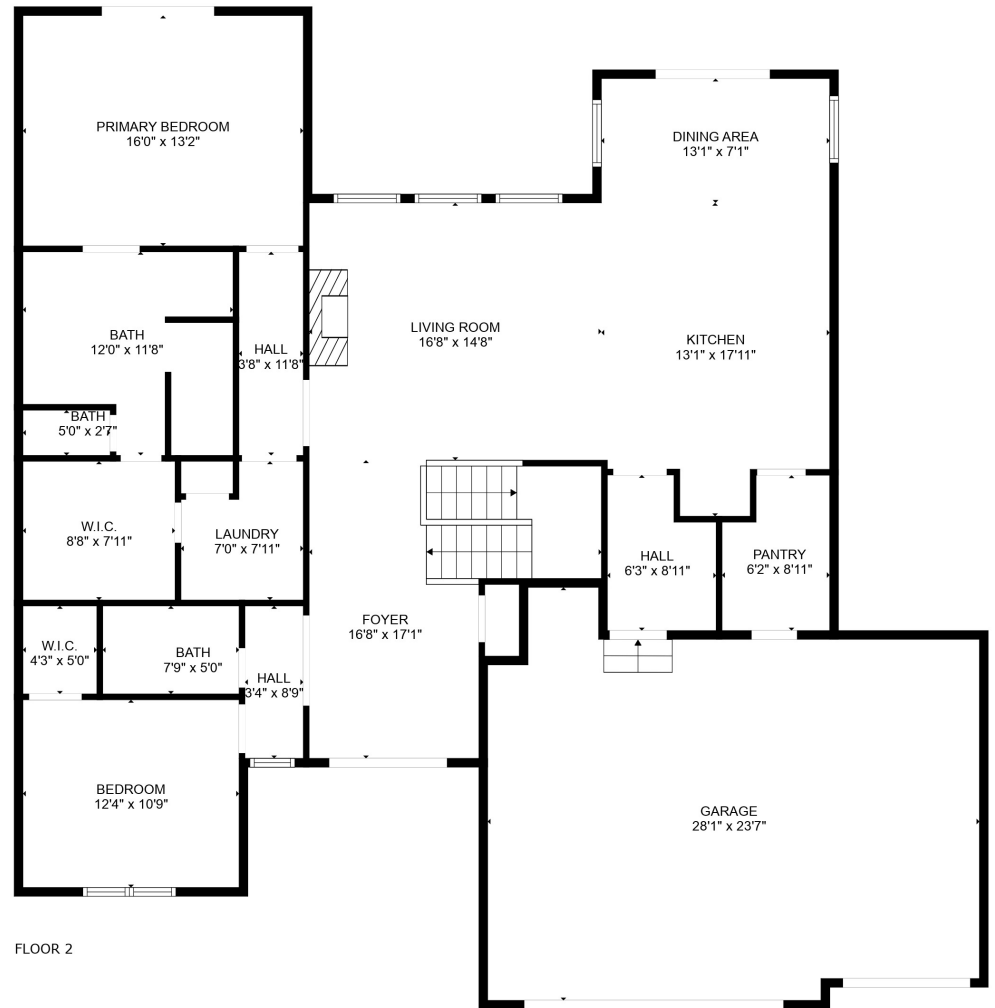 PRIMARY BEDROOM
16'0" x 13'2"
DINING AREA
13'1" x 7'1"
BATH
12'0" x 11'8"
HALL
3'8" x 11'8"
LIVING ROOM
16'8" x 14'8"
KITCHEN
13'1" x 17'11"
BATH
5'0" x 2'7"
W.I.C.
8'8" x 7'11"
LAUNDRY
7'0" x 7'11"
HALL
6'3" x 8'11"
PANTRY
6'2" x 8'11"
FOYER
16'8" x 17'1"
W.I.C.
4'3" x 5'0"
BATH
7'9" x 5'0"
HALL
3'4" x 8'9"
BEDROOM
12'4" x 10'9"
GARAGE
28'1" x 23'7"
FLOOR 2